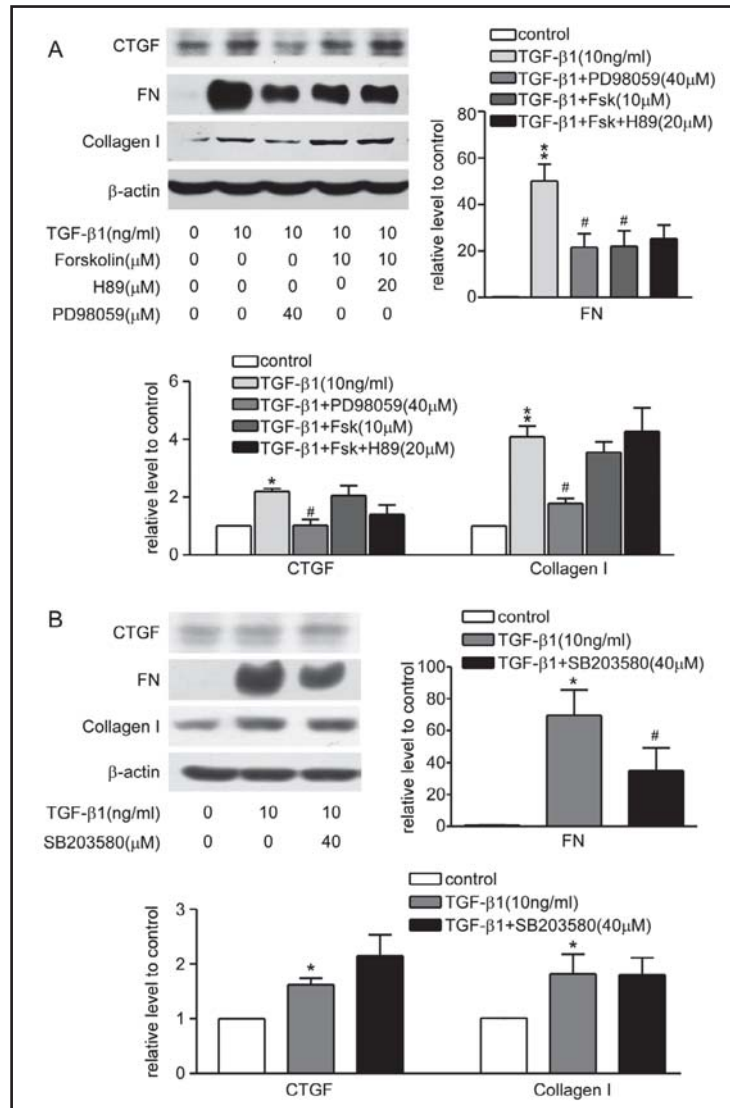 A
CTGF
FN
Collagen I
β-actin
TGF-β1(ng/ml) 0 10 10 10 10
Forskolin(μM) 0 0 0 10 10
H89(μM) 0 0 0 0 20
PD98059(μM) 0 0 40 0 0
control
TGF-β1(10ng/ml)
TGF-β1+PD98059(40μM)
TGF-β1+Fsk(10μM)
TGF-β1+Fsk+H89(20μM)
relative level to control
80
60
40
20
0
**
# #
FN
control
TGF-β1(10ng/ml)
TGF-β1+PD98059(40μM)
TGF-β1+Fsk(10μM)
TGF-β1+Fsk+H89(20μM)
relative level to control
6
4
2
0
* # ** #
CTGF Collagen I
B
CTGF
FN
Collagen I
β-actin
TGF-β1(ng/ml) 0 10 10
SB203580(μM) 0 0 40
control
TGF-β1(10ng/ml)
TGF-β1+SB203580(40μM)
relative level to control
100
80
60
40
20
0
* #
FN
control
TGF-β1(10ng/ml)
TGF-β1+SB203580(40μM)
relative level to control
3
2
1
0
* *
CTGF Collagen I